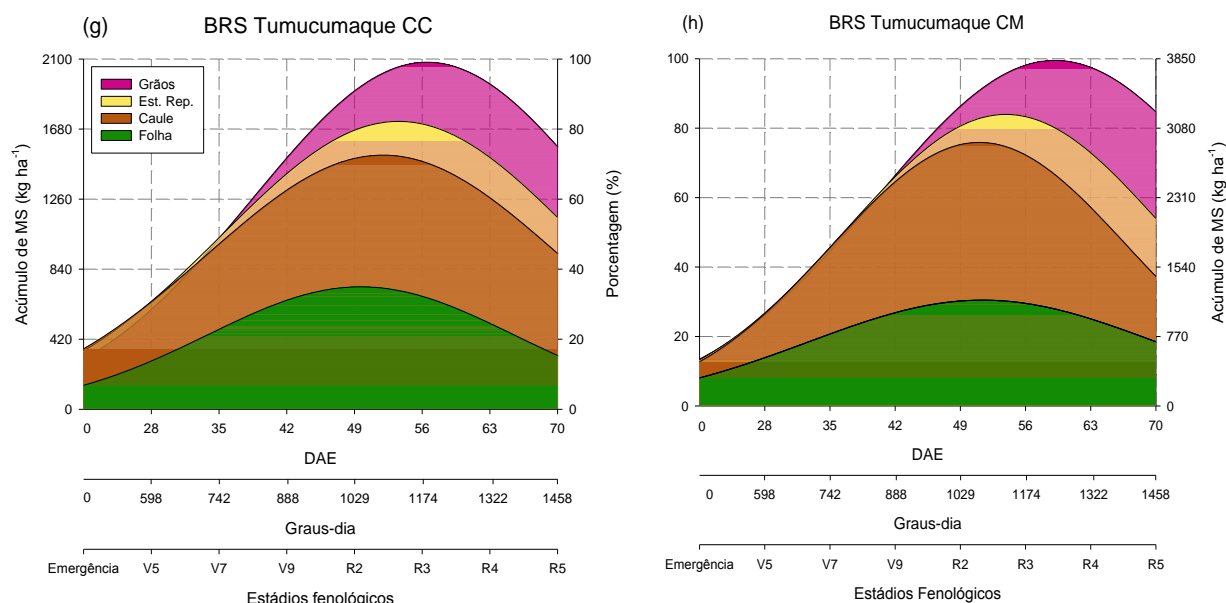 (g) BRS Tumucumaque CC
2100
1680
1260
840
420
0
Acúmulo de MS (kg ha-1)
Grãos
Est. Rep.
Caule
Folha
100
80
60
40
20
0
Porcentagem (%)
0 28 35 42 49 56 63 70
DAE
0 598 742 888 1029 1174 1322 1458
Graus-dia
Emergência V5 V7 V9 R2 R3 R4 R5
Estádios fenológicos
(h) BRS Tumucumaque CM
100
80
60
40
20
0
3850
3080
2310
1540
770
0
Acúmulo de MS (kg ha-1)
0 28 35 42 49 56 63 70
DAE
0 598 742 888 1029 1174 1322 1458
Graus-dia
Emergência V5 V7 V9 R2 R3 R4 R5
Estádios Fenológicos